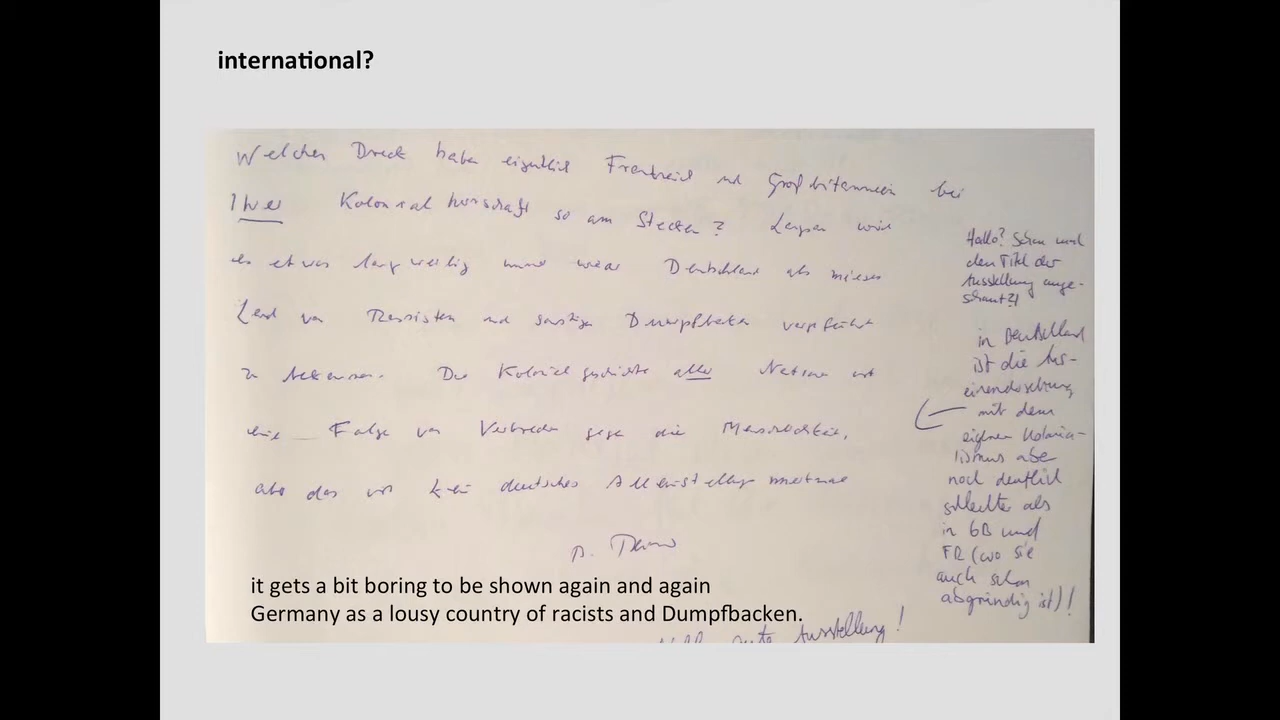 international?
Welchen Dreck haben eigentlich Frankreich und Großbritannien bei
Ihrer Kolonialherrschaft so am Stecken? Langsam wird
es etwas langweilig immer wieder Deutschland als mieses
Land von Rassisten und sonstigen Dumpfbacken vorgeführt
zu bekommen. Die Kolonialgeschichte aller Nationen ist
eine Folge von Verbrechen gegen die Menschlichkeit,
aber das ist kein deutsches Alleinstellungsmerkmal
Hallo? Schon mal
den Titel der
Ausstellung ange-
schaut?!
in Deutschland
ist die Aus-
einandersetzung
mit dem
eigenen Kolonia-
lismus aber
noch deutlich
schlechter als
in GB und
FR (wo sie
auch schon
abgründig ist)!
it gets a bit boring to be shown again and again
Germany as a lousy country of racists and Dumpfbacken.
gute Ausstellung!